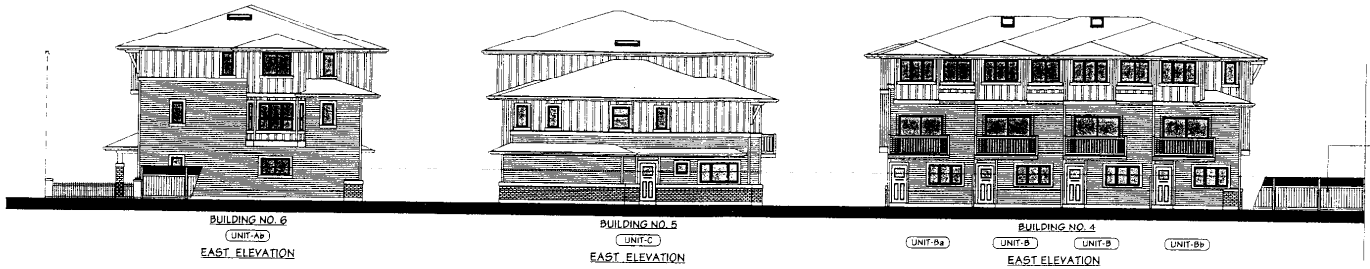 BUILDING NO. 6
UNIT-Ab
EAST ELEVATION
BUILDING NO. 5
UNIT-C
EAST ELEVATION
BUILDING NO. 4
UNIT-Ba UNIT-B UNIT-B UNIT-Bb
EAST ELEVATION